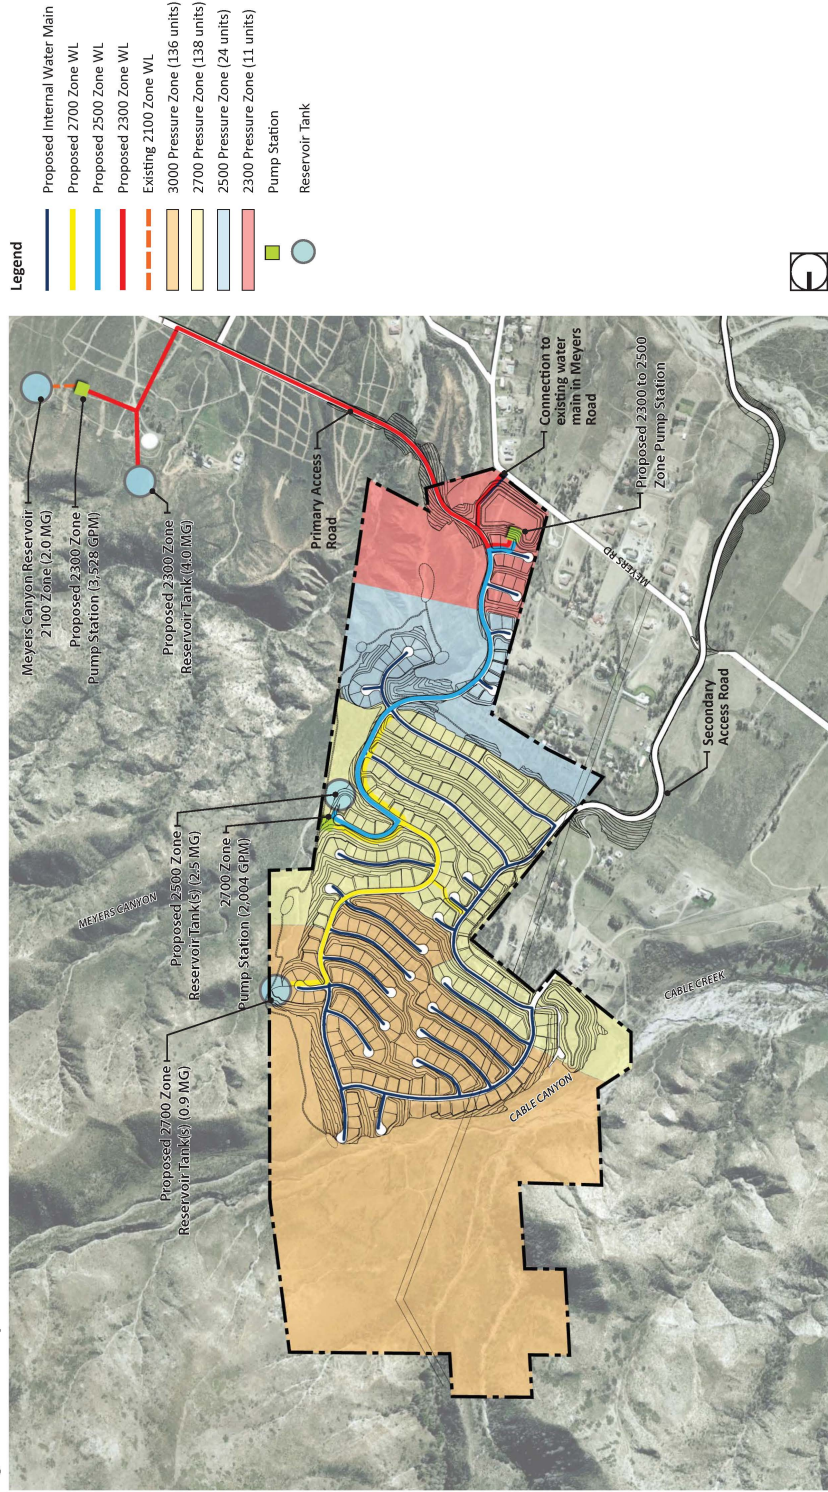 Legend
Proposed Internal Water Main
Proposed 2700 Zone WL
Proposed 2500 Zone WL
Proposed 2300 Zone WL
Existing 2100 Zone WL
3000 Pressure Zone (136 units)
2700 Pressure Zone (138 units)
2500 Pressure Zone (24 units)
2300 Pressure Zone (11 units)
Pump Station
Reservoir Tank
Meyers Canyon Reservoir
2100 Zone (2.0 MG)
Proposed 2300 Zone
Pump Station (3,528 GPM)
Proposed 2300 Zone
Reservoir Tank (4.0 MG)
Primary Access
Road
Connection to
existing water
main in Meyers
Road
Proposed 2300 to 2500
Zone Pump Station
MEYERS RD
Secondary
Access Road
MEYERS CANYON
Proposed 2500 Zone
Reservoir Tank(s) (2.5 MG)
2700 Zone
Pump Station (2,004 GPM)
Proposed 2700 Zone
Reservoir Tank(s) (0.9 MG)
CABLE CANYON
CABLE CREEK